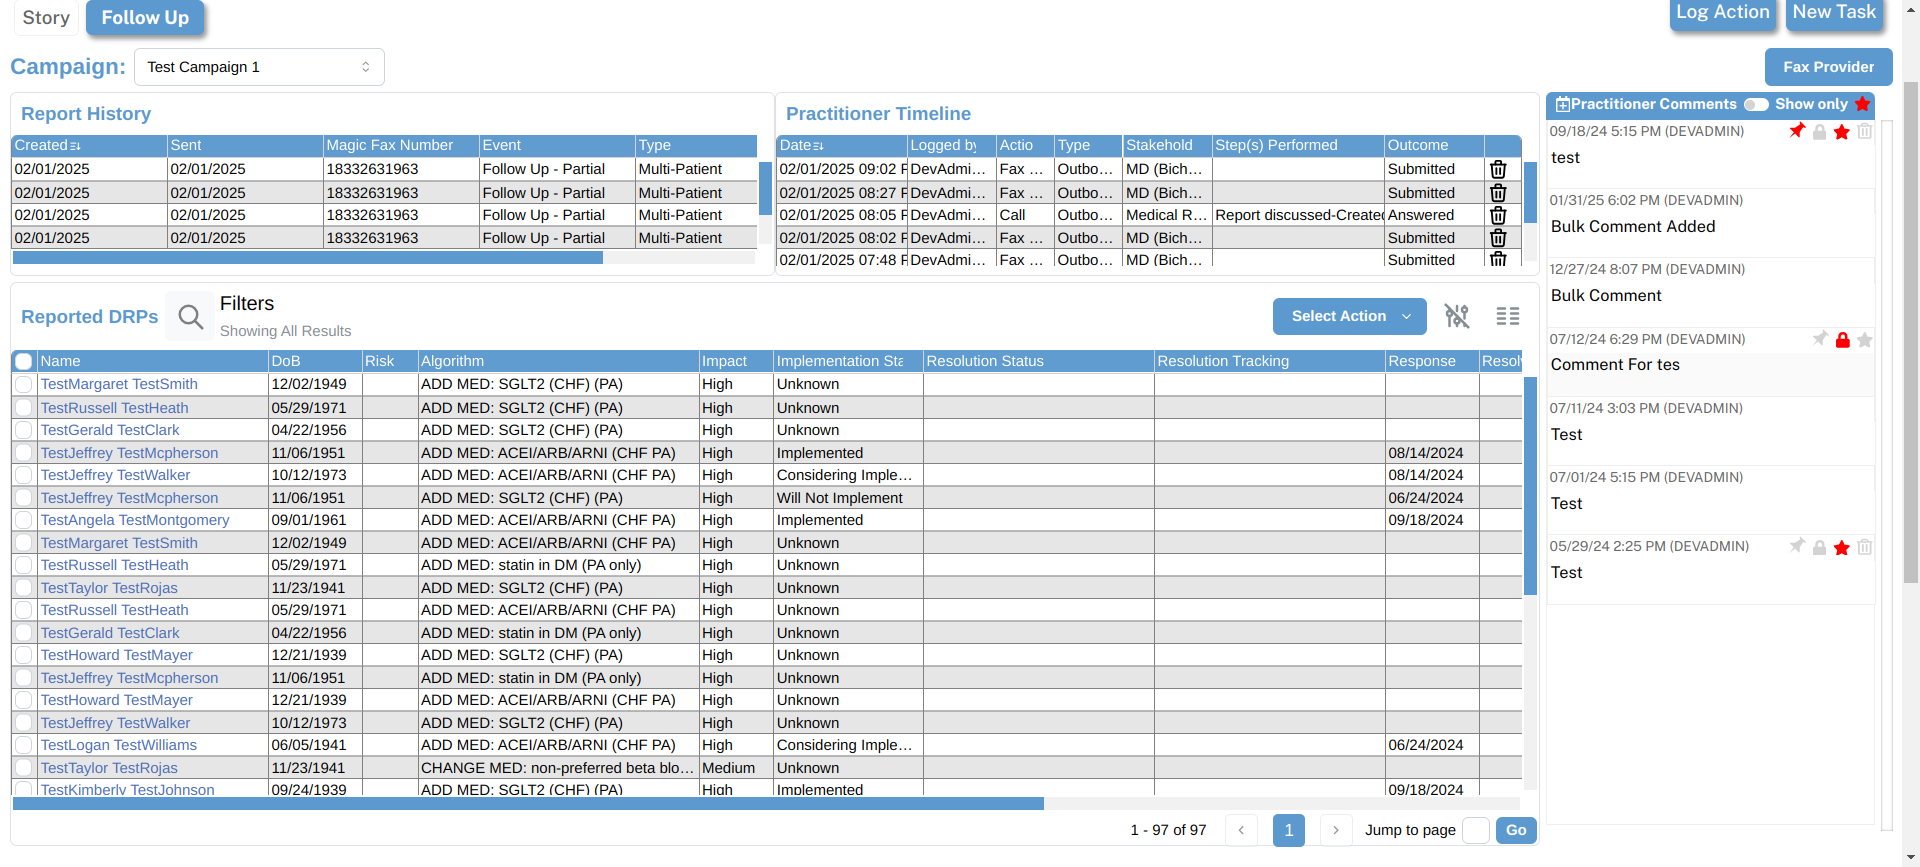 Story Follow Up Log Action New Task
Campaign: Test Campaign 1 Fax Provider
Report History
Created Sent Magic Fax Number Event Type
02/01/2025 02/01/2025 18332631963 Follow Up - Partial Multi-Patient
02/01/2025 02/01/2025 18332631963 Follow Up - Partial Multi-Patient
02/01/2025 02/01/2025 18332631963 Follow Up - Partial Multi-Patient
02/01/2025 02/01/2025 18332631963 Follow Up - Partial Multi-Patient
Practitioner Timeline
Date Logged by Actio Type Stakehold Step(s) Performed Outcome
02/01/2025 09:02 P DevAdmi... Fax ... Outbo... MD (Bich... Submitted
02/01/2025 08:27 P DevAdmi... Fax ... Outbo... MD (Bich... Submitted
02/01/2025 08:05 P DevAdmi... Call Outbo... Medical R... Report discussed-Created Answered
02/01/2025 08:02 P DevAdmi... Fax ... Outbo... MD (Bich... Submitted
02/01/2025 07:48 P DevAdmi... Fax ... Outbo... MD (Bich... Submitted
Reported DRPs
Filters
Showing All Results
Select Action
Name DoB Risk Algorithm Impact Implementation Sta Resolution Status Resolution Tracking Response Resol
TestMargaret TestSmith 12/02/1949 ADD MED: SGLT2 (CHF) (PA) High Unknown
TestRussell TestHeath 05/29/1971 ADD MED: SGLT2 (CHF) (PA) High Unknown
TestGerald TestClark 04/22/1956 ADD MED: SGLT2 (CHF) (PA) High Unknown
TestJeffrey TestMcpherson 11/06/1951 ADD MED: ACEI/ARB/ARNI (CHF PA) High Implemented 08/14/2024
TestJeffrey TestWalker 10/12/1973 ADD MED: ACEI/ARB/ARNI (CHF PA) High Considering Imple... 08/14/2024
TestJeffrey TestMcpherson 11/06/1951 ADD MED: SGLT2 (CHF) (PA) High Will Not Implement 06/24/2024
TestAngela TestMontgomery 09/01/1961 ADD MED: ACEI/ARB/ARNI (CHF PA) High Implemented 09/18/2024
TestMargaret TestSmith 12/02/1949 ADD MED: ACEI/ARB/ARNI (CHF PA) High Unknown
TestRussell TestHeath 05/29/1971 ADD MED: statin in DM (PA only) High Unknown
TestTaylor TestRojas 11/23/1941 ADD MED: SGLT2 (CHF) (PA) High Unknown
TestRussell TestHeath 05/29/1971 ADD MED: ACEI/ARB/ARNI (CHF PA) High Unknown
TestGerald TestClark 04/22/1956 ADD MED: statin in DM (PA only) High Unknown
TestHoward TestMayer 12/21/1939 ADD MED: SGLT2 (CHF) (PA) High Unknown
TestJeffrey TestMcpherson 11/06/1951 ADD MED: statin in DM (PA only) High Unknown
TestHoward TestMayer 12/21/1939 ADD MED: ACEI/ARB/ARNI (CHF PA) High Unknown
TestJeffrey TestWalker 10/12/1973 ADD MED: SGLT2 (CHF) (PA) High Unknown
TestLogan TestWilliams 06/05/1941 ADD MED: ACEI/ARB/ARNI (CHF PA) High Considering Imple... 06/24/2024
TestTaylor TestRojas 11/23/1941 CHANGE MED: non-preferred beta blo... Medium Unknown
TestKimberly TestJohnson 09/24/1939 ADD MED: SGLT2 (CHF) (PA) High Implemented 09/18/2024
1 - 97 of 97 1 Jump to page Go
Practitioner Comments Show only
09/18/24 5:15 PM (DEVADMIN)
test
01/31/25 6:02 PM (DEVADMIN)
Bulk Comment Added
12/27/24 8:07 PM (DEVADMIN)
Bulk Comment
07/12/24 6:29 PM (DEVADMIN)
Comment For tes
07/11/24 3:03 PM (DEVADMIN)
Test
07/01/24 5:15 PM (DEVADMIN)
Test
05/29/24 2:25 PM (DEVADMIN)
Test